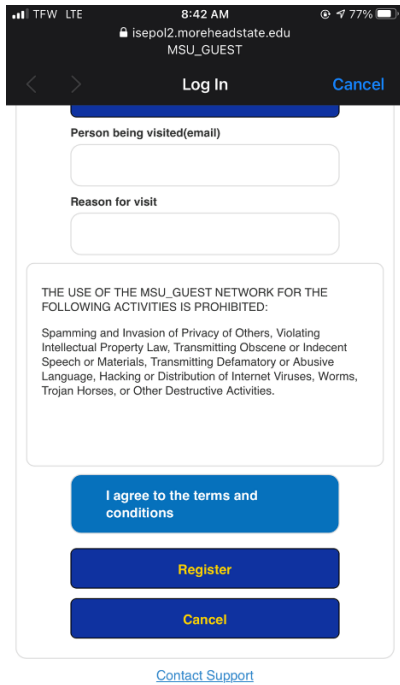 TFW LTE 8:42 AM 77%
isepol2.moreheadstate.edu
MSU_GUEST
Log In Cancel
Person being visited(email)
Reason for visit
THE USE OF THE MSU_GUEST NETWORK FOR THE
FOLLOWING ACTIVITIES IS PROHIBITED:
Spamming and Invasion of Privacy of Others, Violating
Intellectual Property Law, Transmitting Obscene or Indecent
Speech or Materials, Transmitting Defamatory or Abusive
Language, Hacking or Distribution of Internet Viruses, Worms,
Trojan Horses, or Other Destructive Activities.
I agree to the terms and
conditions
Register
Cancel
Contact Support